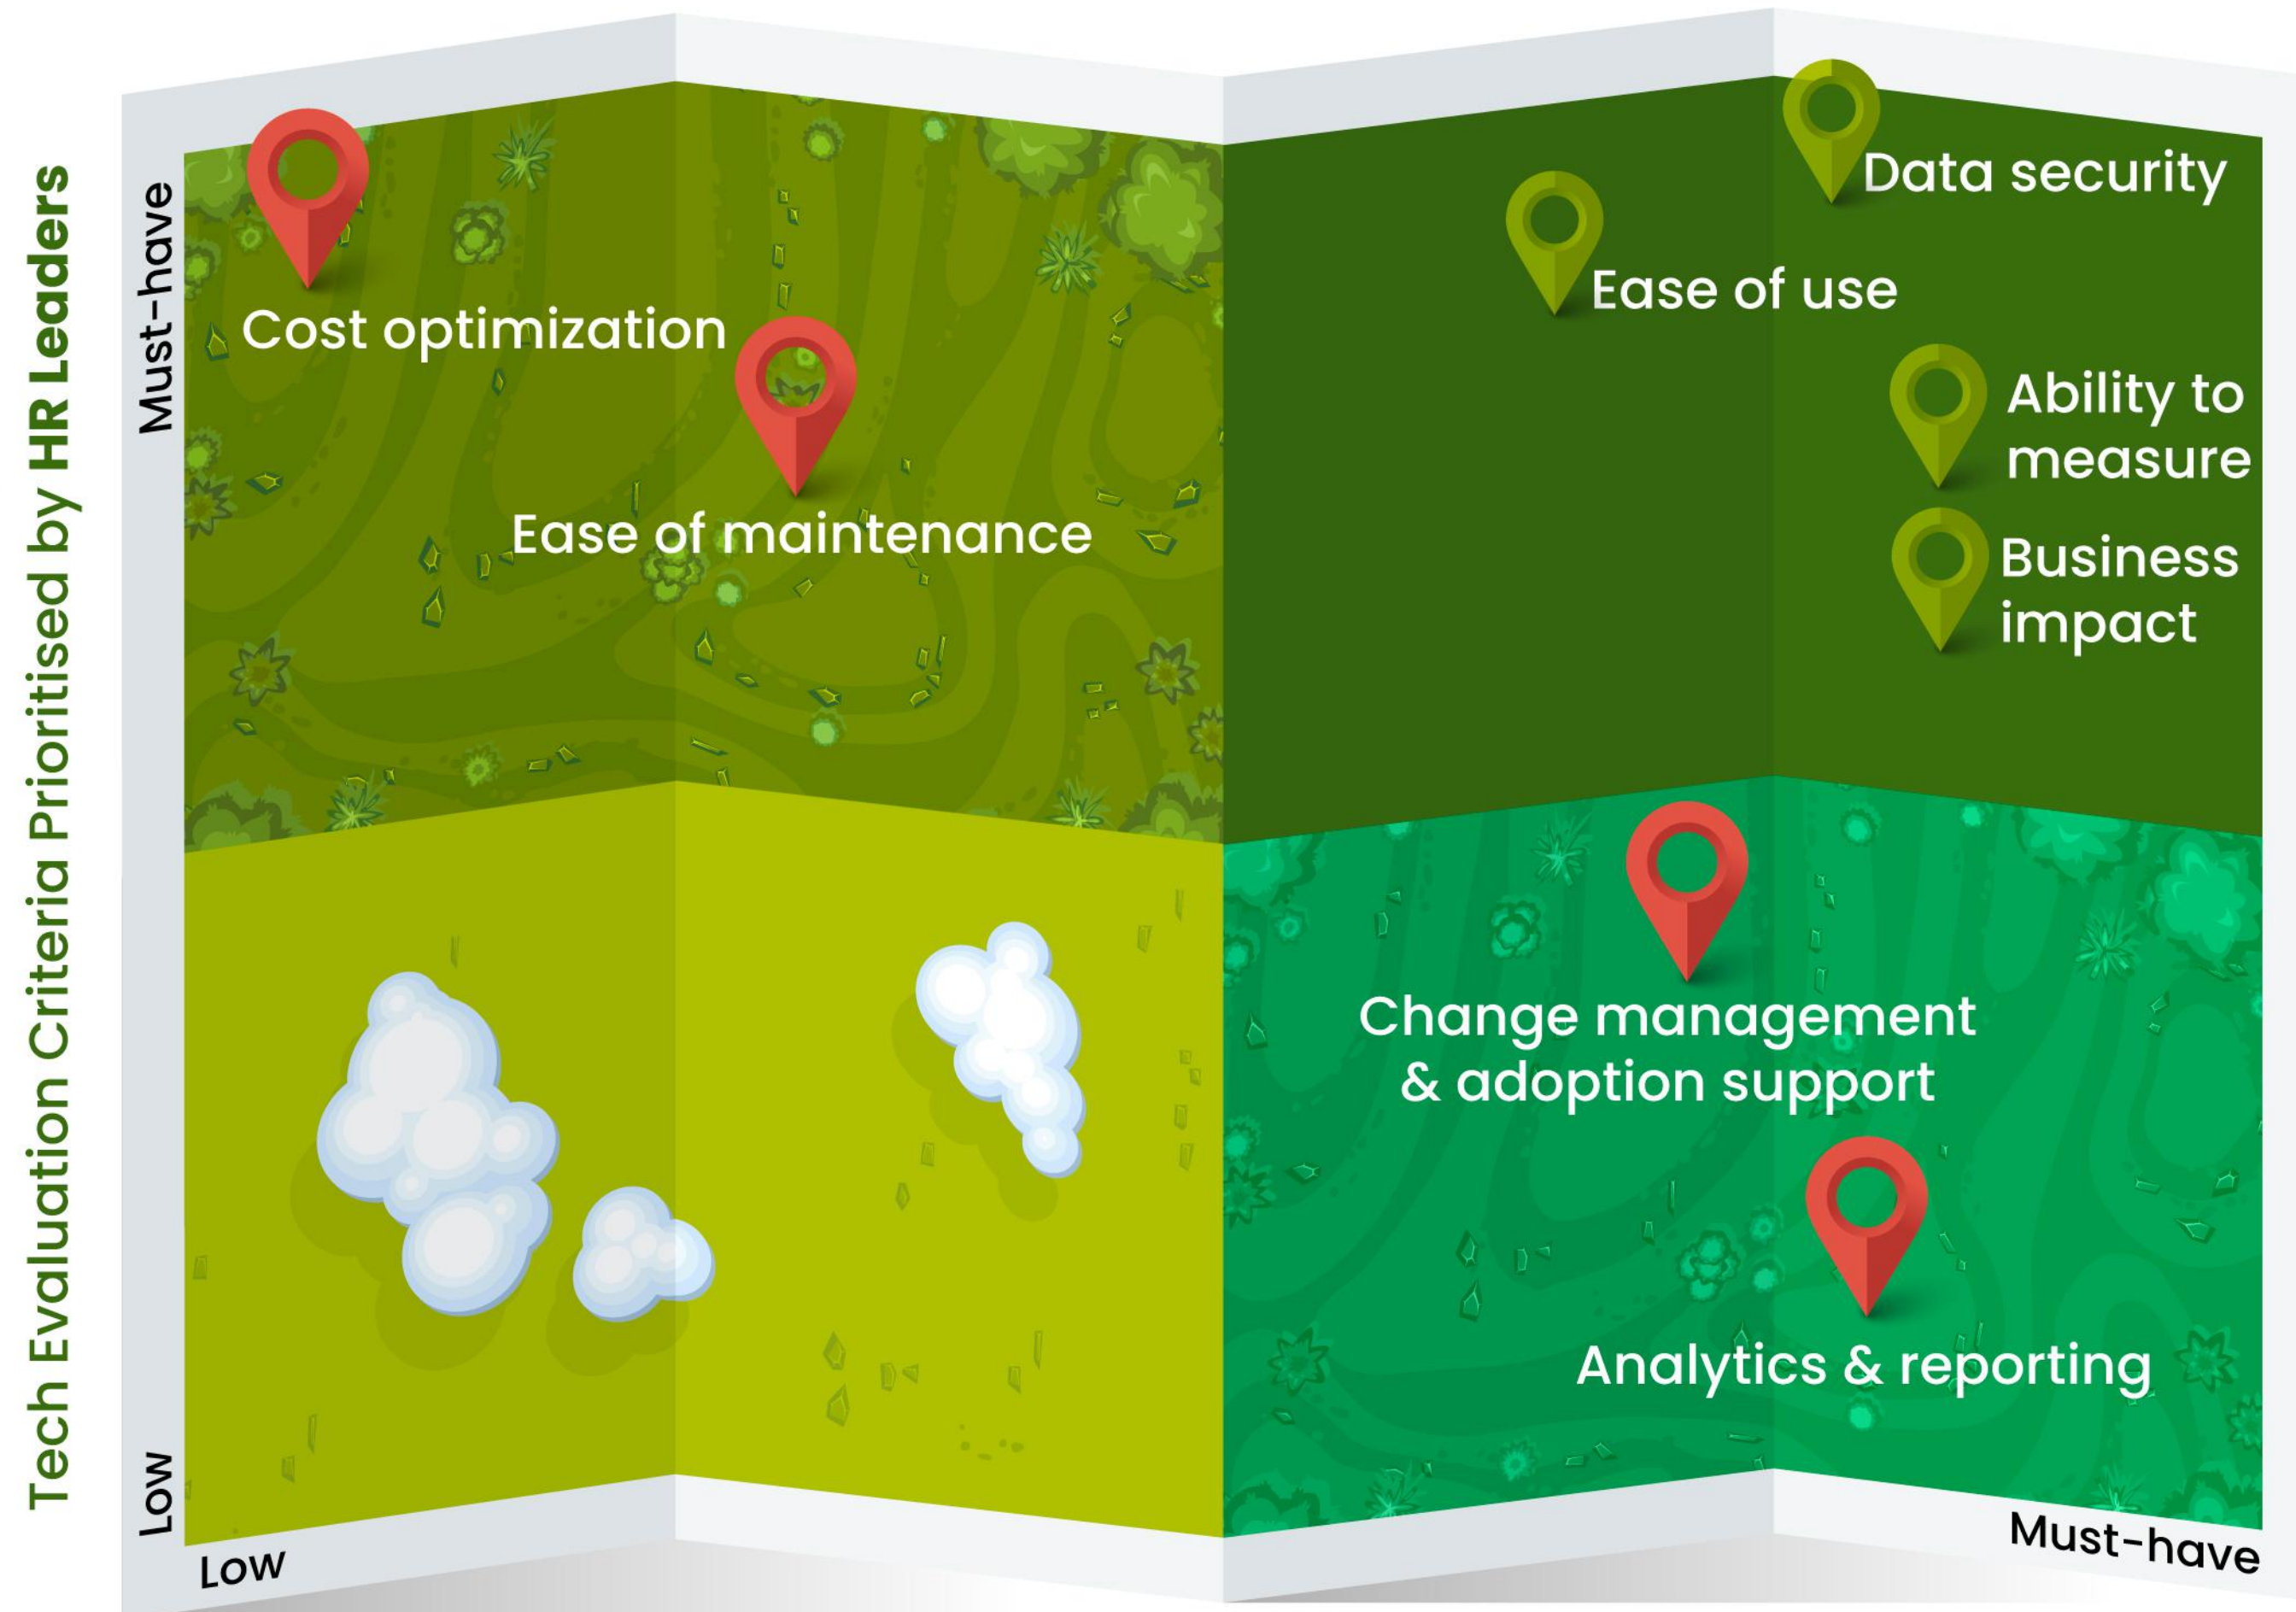 Tech Evaluation Criteria Prioritised by HR Leaders
Must-have
Low
Cost optimization
Ease of maintenance
Data security
Ease of use
Ability to
measure
Business
impact
Change management
& adoption support
Analytics & reporting
Low
Must-have